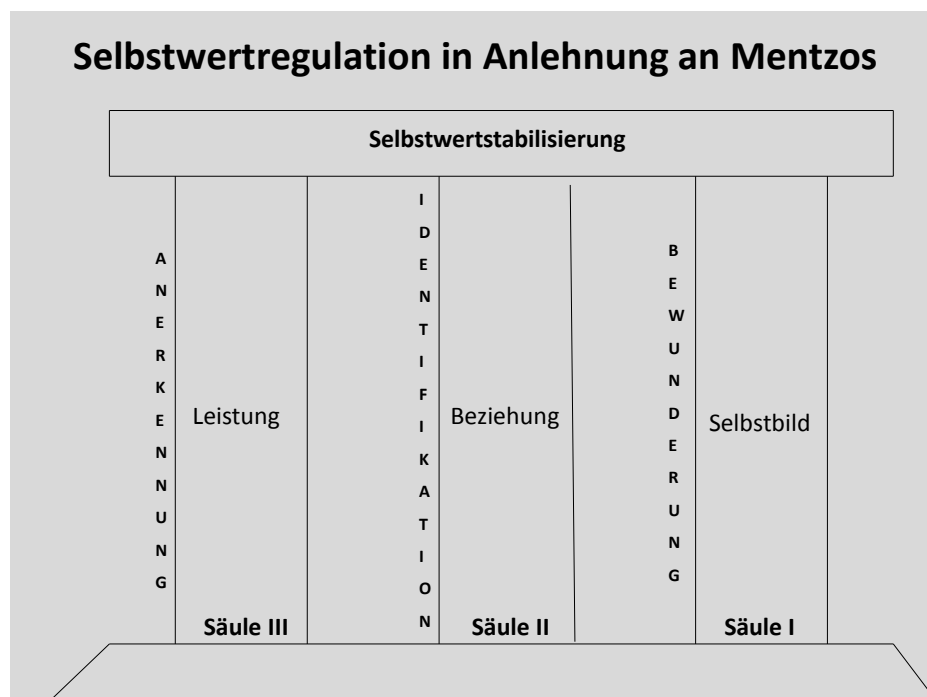 Selbstwertregulation in Anlehnung an Mentzos
Selbstwertstabilisierung
ANERKENNUNG
Leistung
Säule III
IDENTIFIKATION
Beziehung
Säule II
BEWUNDERUNG
Selbstbild
Säule I